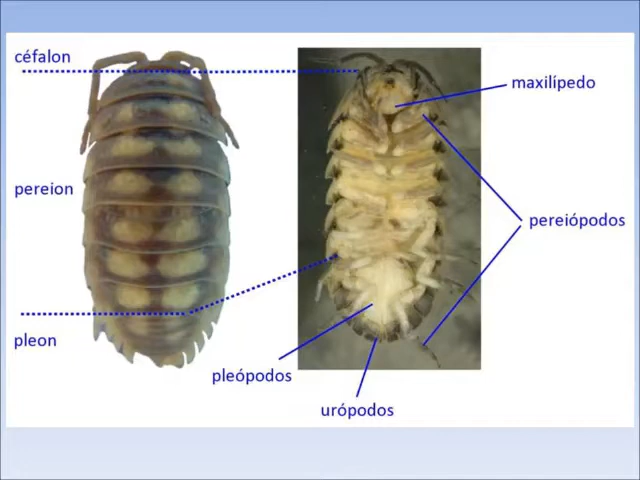 céfalon
maxilípedo
pereion
pereiópodos
pleon
pleópodos
urópodos